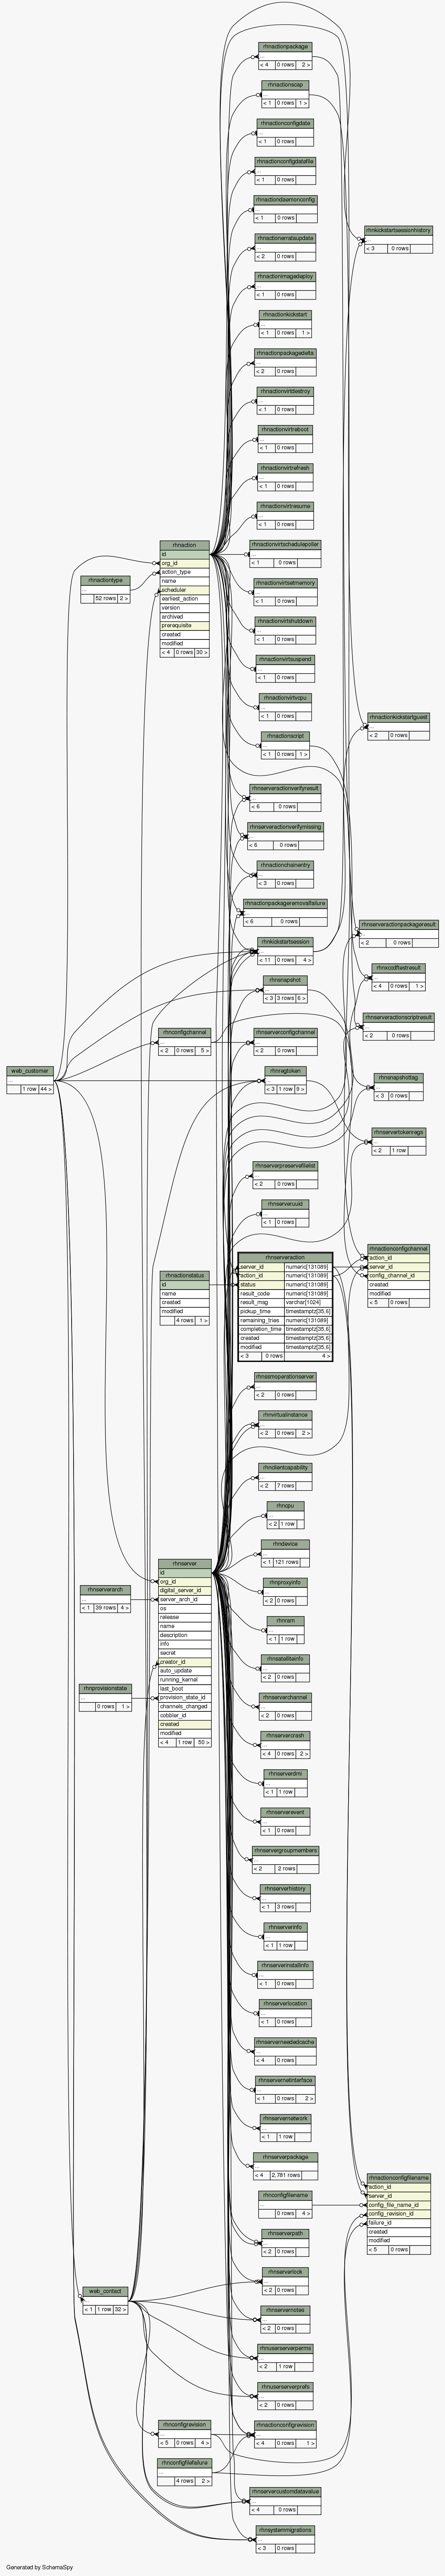 rhnactionpackage
...
< 4 0 rows 2 >
rhnactionscap
...
< 1 0 rows 1 >
rhnactionconfigdate
...
< 1 0 rows
rhnactionconfigdatefile
...
< 1 0 rows
rhnactiondaemonconfig
...
< 1 0 rows
rhnkickstartsessionhistory
...
< 3 0 rows
rhnactionerrataupdate
...
< 2 0 rows
rhnactionimagedeploy
...
< 1 0 rows
rhnactionkickstart
...
< 1 0 rows 1 >
rhnactionpackagedelta
...
< 2 0 rows
rhnactionvirtdestroy
...
< 1 0 rows
rhnactionvirtreboot
...
< 1 0 rows
rhnactionvirtrefresh
...
< 1 0 rows
rhnactionvirtresume
...
< 1 0 rows
rhnaction
id
org_id
action_type
name
scheduler
earliest_action
version
archived
prerequisite
created
modified
< 4 0 rows 30 >
rhnactiontype
...
52 rows 2 >
rhnactionvirtschedulepoller
...
< 1 0 rows
rhnactionvirtsetmemory
...
< 1 0 rows
rhnactionvirtshutdown
...
< 1 0 rows
rhnactionvirtsuspend
...
< 1 0 rows
rhnactionvirtvcpu
...
< 1 0 rows
rhnactionkickstartguest
...
< 2 0 rows
rhnactionscript
...
< 1 0 rows 1 >
rhnserveractionverifyresult
...
< 6 0 rows
rhnserveractionverifymissing
...
< 6 0 rows
rhnactionchainentry
...
< 3 0 rows
rhnactionpackageremovalfailure
...
< 6 0 rows
rhnserveractionpackageresult
...
< 2 0 rows
rhnkickstartsession
...
< 11 0 rows 4 >
rhnxccdftestresult
...
< 4 0 rows 1 >
rhnsnapshot
...
< 3 3 rows 6 >
rhnserveractionscriptresult
...
< 2 0 rows
rhnconfigchannel
...
< 2 0 rows 5 >
rhnserverconfigchannel
...
< 2 0 rows
web_customer
...
1 row 44 >
rhnregtoken
...
< 3 1 row 9 >
rhnsnapshottag
...
< 3 0 rows
rhnservertokenregs
...
< 2 1 row
rhnserverpreservefilelist
...
< 2 0 rows
rhnserveruuid
...
< 1 0 rows
rhnactionconfigchannel
action_id
server_id
config_channel_id
created
modified
< 5 0 rows
rhnserveraction
server_id numeric[131089]
action_id numeric[131089]
status numeric[131089]
result_code numeric[131089]
result_msg varchar[1024]
pickup_time timestamptz[35,6]
remaining_tries numeric[131089]
completion_time timestamptz[35,6]
created timestamptz[35,6]
modified timestamptz[35,6]
< 3 0 rows 4 >
rhnactionstatus
id
name
created
modified
4 rows 1 >
rhnssmoperationserver
...
< 2 0 rows
rhnvirtualinstance
...
< 2 0 rows 2 >
rhnclientcapability
...
< 2 7 rows
rhncpu
...
< 2 1 row
rhndevice
...
< 1 121 rows
rhnserver
id
org_id
digital_server_id
server_arch_id
os
release
name
description
info
secret
creator_id
auto_update
running_kernel
last_boot
provision_state_id
channels_changed
cobbler_id
created
modified
< 4 1 row 50 >
rhnserverarch
...
< 1 39 rows 4 >
rhnprovisionstate
...
0 rows 1 >
rhnproxyinfo
...
< 2 0 rows
rhnram
...
< 1 1 row
rhnsatelliteinfo
...
< 2 0 rows
rhnserverchannel
...
< 2 0 rows
rhnservercrash
...
< 4 0 rows 2 >
rhnserverdmi
...
< 1 1 row
rhnserverevent
...
< 1 0 rows
rhnservergroupmembers
...
< 2 2 rows
rhnserverhistory
...
< 1 3 rows
rhnserverinfo
...
< 1 1 row
rhnserverinstallinfo
...
< 1 0 rows
rhnserverlocation
...
< 1 0 rows
rhnserverneededcache
...
< 4 0 rows
rhnservernetinterface
...
< 1 0 rows 2 >
rhnservernetwork
...
< 1 1 row
rhnserverpackage
...
< 4 2,781 rows
rhnactionconfigfilename
action_id
server_id
config_file_name_id
config_revision_id
failure_id
created
modified
< 5 0 rows
rhnconfigfilename
...
0 rows 4 >
rhnserverpath
...
< 2 0 rows
rhnserverlock
...
< 2 0 rows
web_contact
...
< 1 1 row 32 >
rhnservernotes
...
< 2 0 rows
rhnuserserverperms
...
< 2 1 row
rhnuserserverprefs
...
< 2 0 rows
rhnconfigrevision
...
< 5 0 rows 4 >
rhnactionconfigrevision
...
< 4 0 rows 1 >
rhnconfigfilefailure
...
4 rows 2 >
rhnservercustomdatavalue
...
< 4 0 rows
rhnsystemmigrations
...
< 3 0 rows
Generated by SchemaSpy